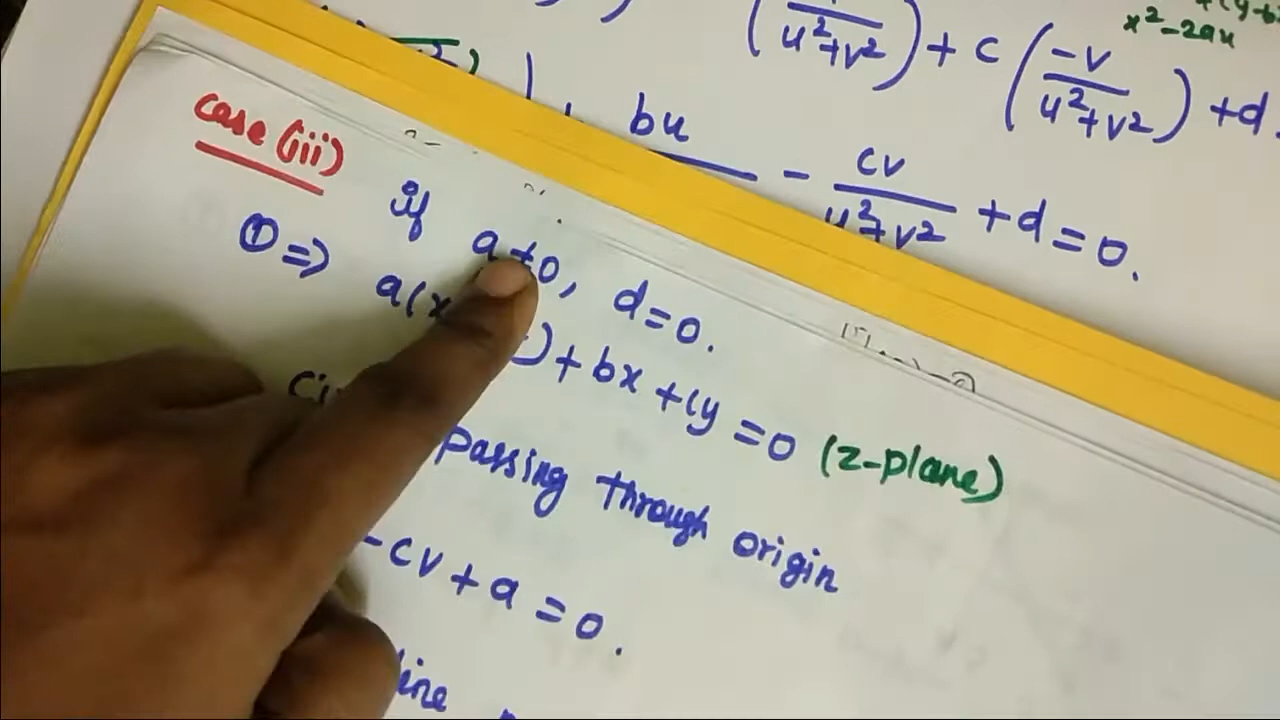 (1/(u²+v²)) + c(-v/(u²+v²)) + d
x²-2ax
bu - cv/(u²+v²) + d = 0.
case(iii) if a≠0, d=0.
① ⇒ a(x ) + bx + cy = 0 (z-plane)
passing through origin
-cv + a = 0.
line